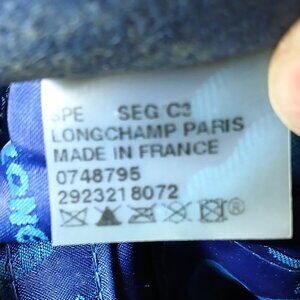 SPE SEG C3
LONGCHAMP PARIS
MADE IN FRANCE
0748795
2923218072